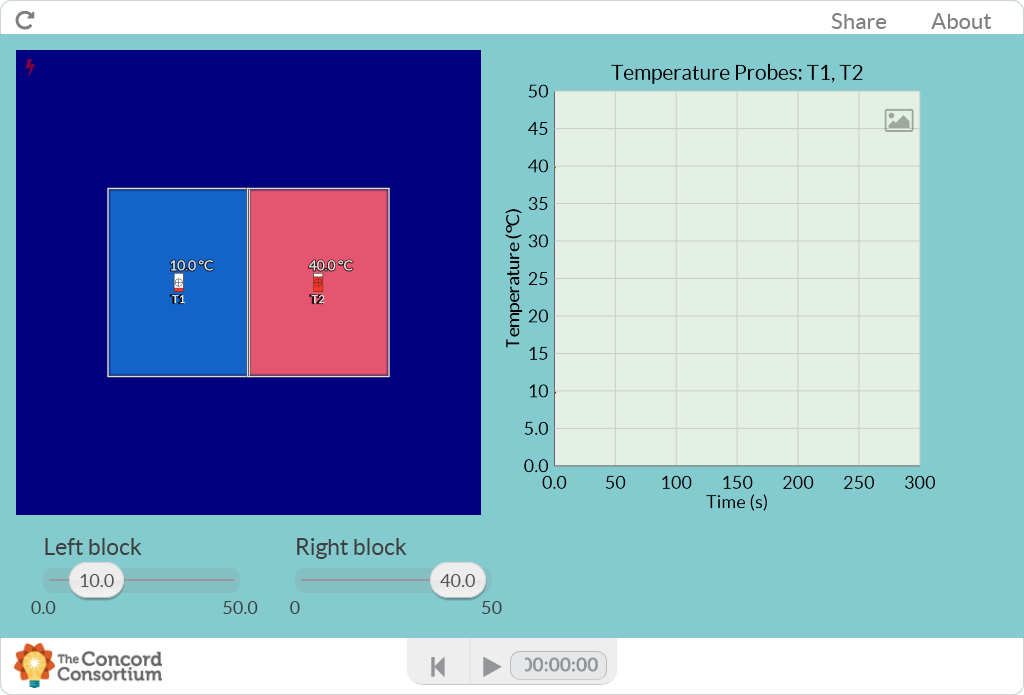 Share About
Temperature Probes: T1, T2
50
45
40
35
30
25
20
15
10
5.0
0.0
Temperature (°C)
0.0 50 100 150 200 250 300
Time (s)
10.0 °C 40.0 °C
T1 T2
Left block Right block
10.0 40.0
0.0 50.0 0 50
The Concord
Consortium
00:00:00